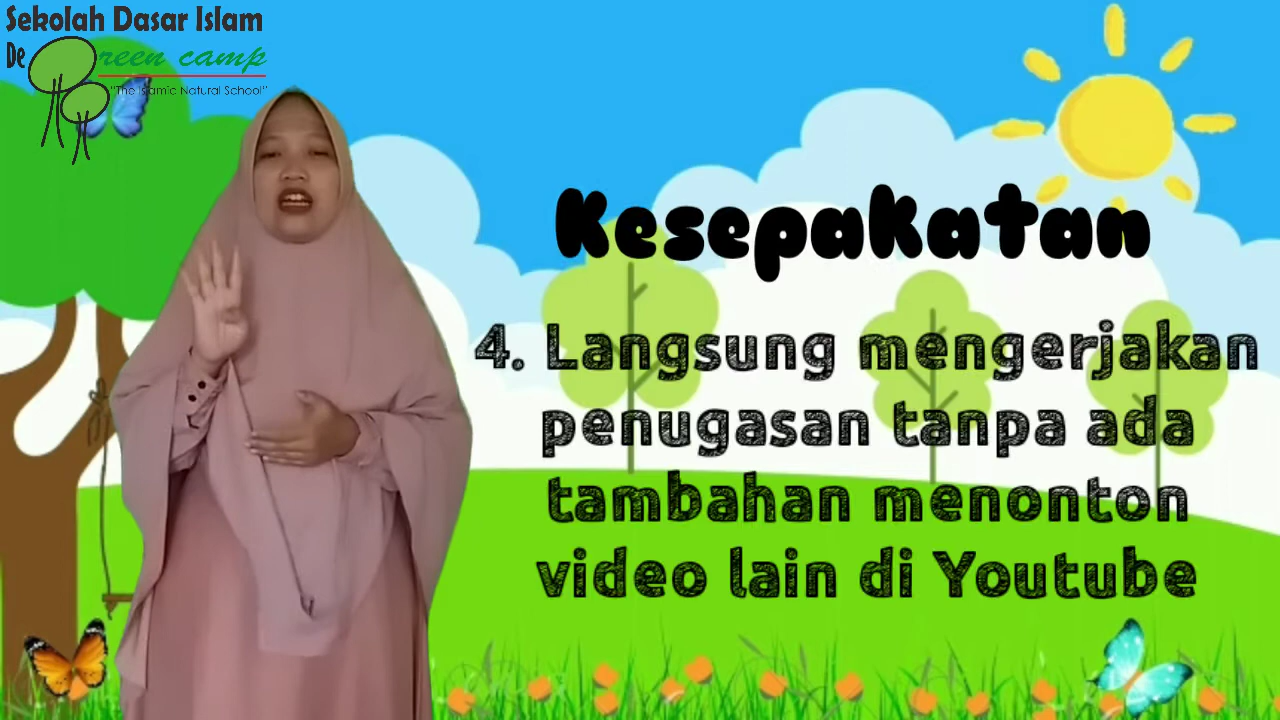 Sekolah Dasar Islam
De Green camp
"The Islamic Natural School"
Kesepakatan
4. Langsung mengerjakan
penugasan tanpa ada
tambahan menonton
video lain di Youtube